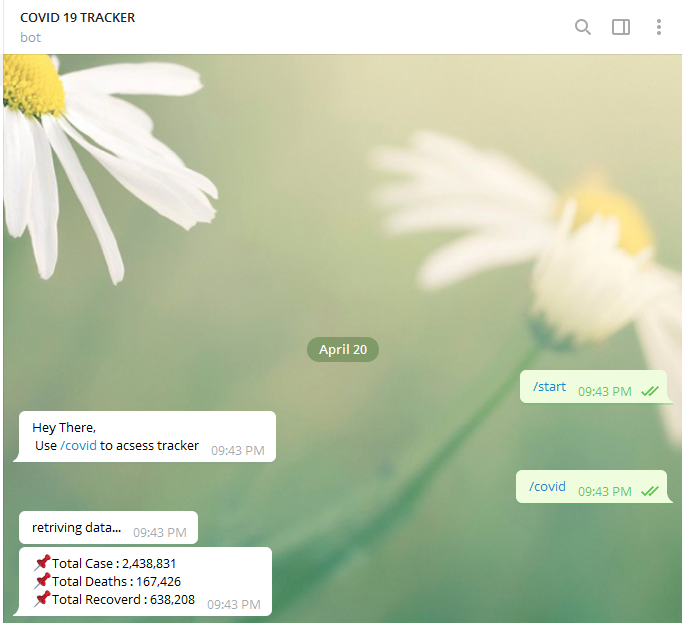 COVID 19 TRACKER
bot
April 20
/start 09:43 PM
Hey There,
Use /covid to acsess tracker 09:43 PM
/covid 09:43 PM
retriving data... 09:43 PM
📌Total Case : 2,438,831
📌Total Deaths : 167,426
📌Total Recoverd : 638,208 09:43 PM